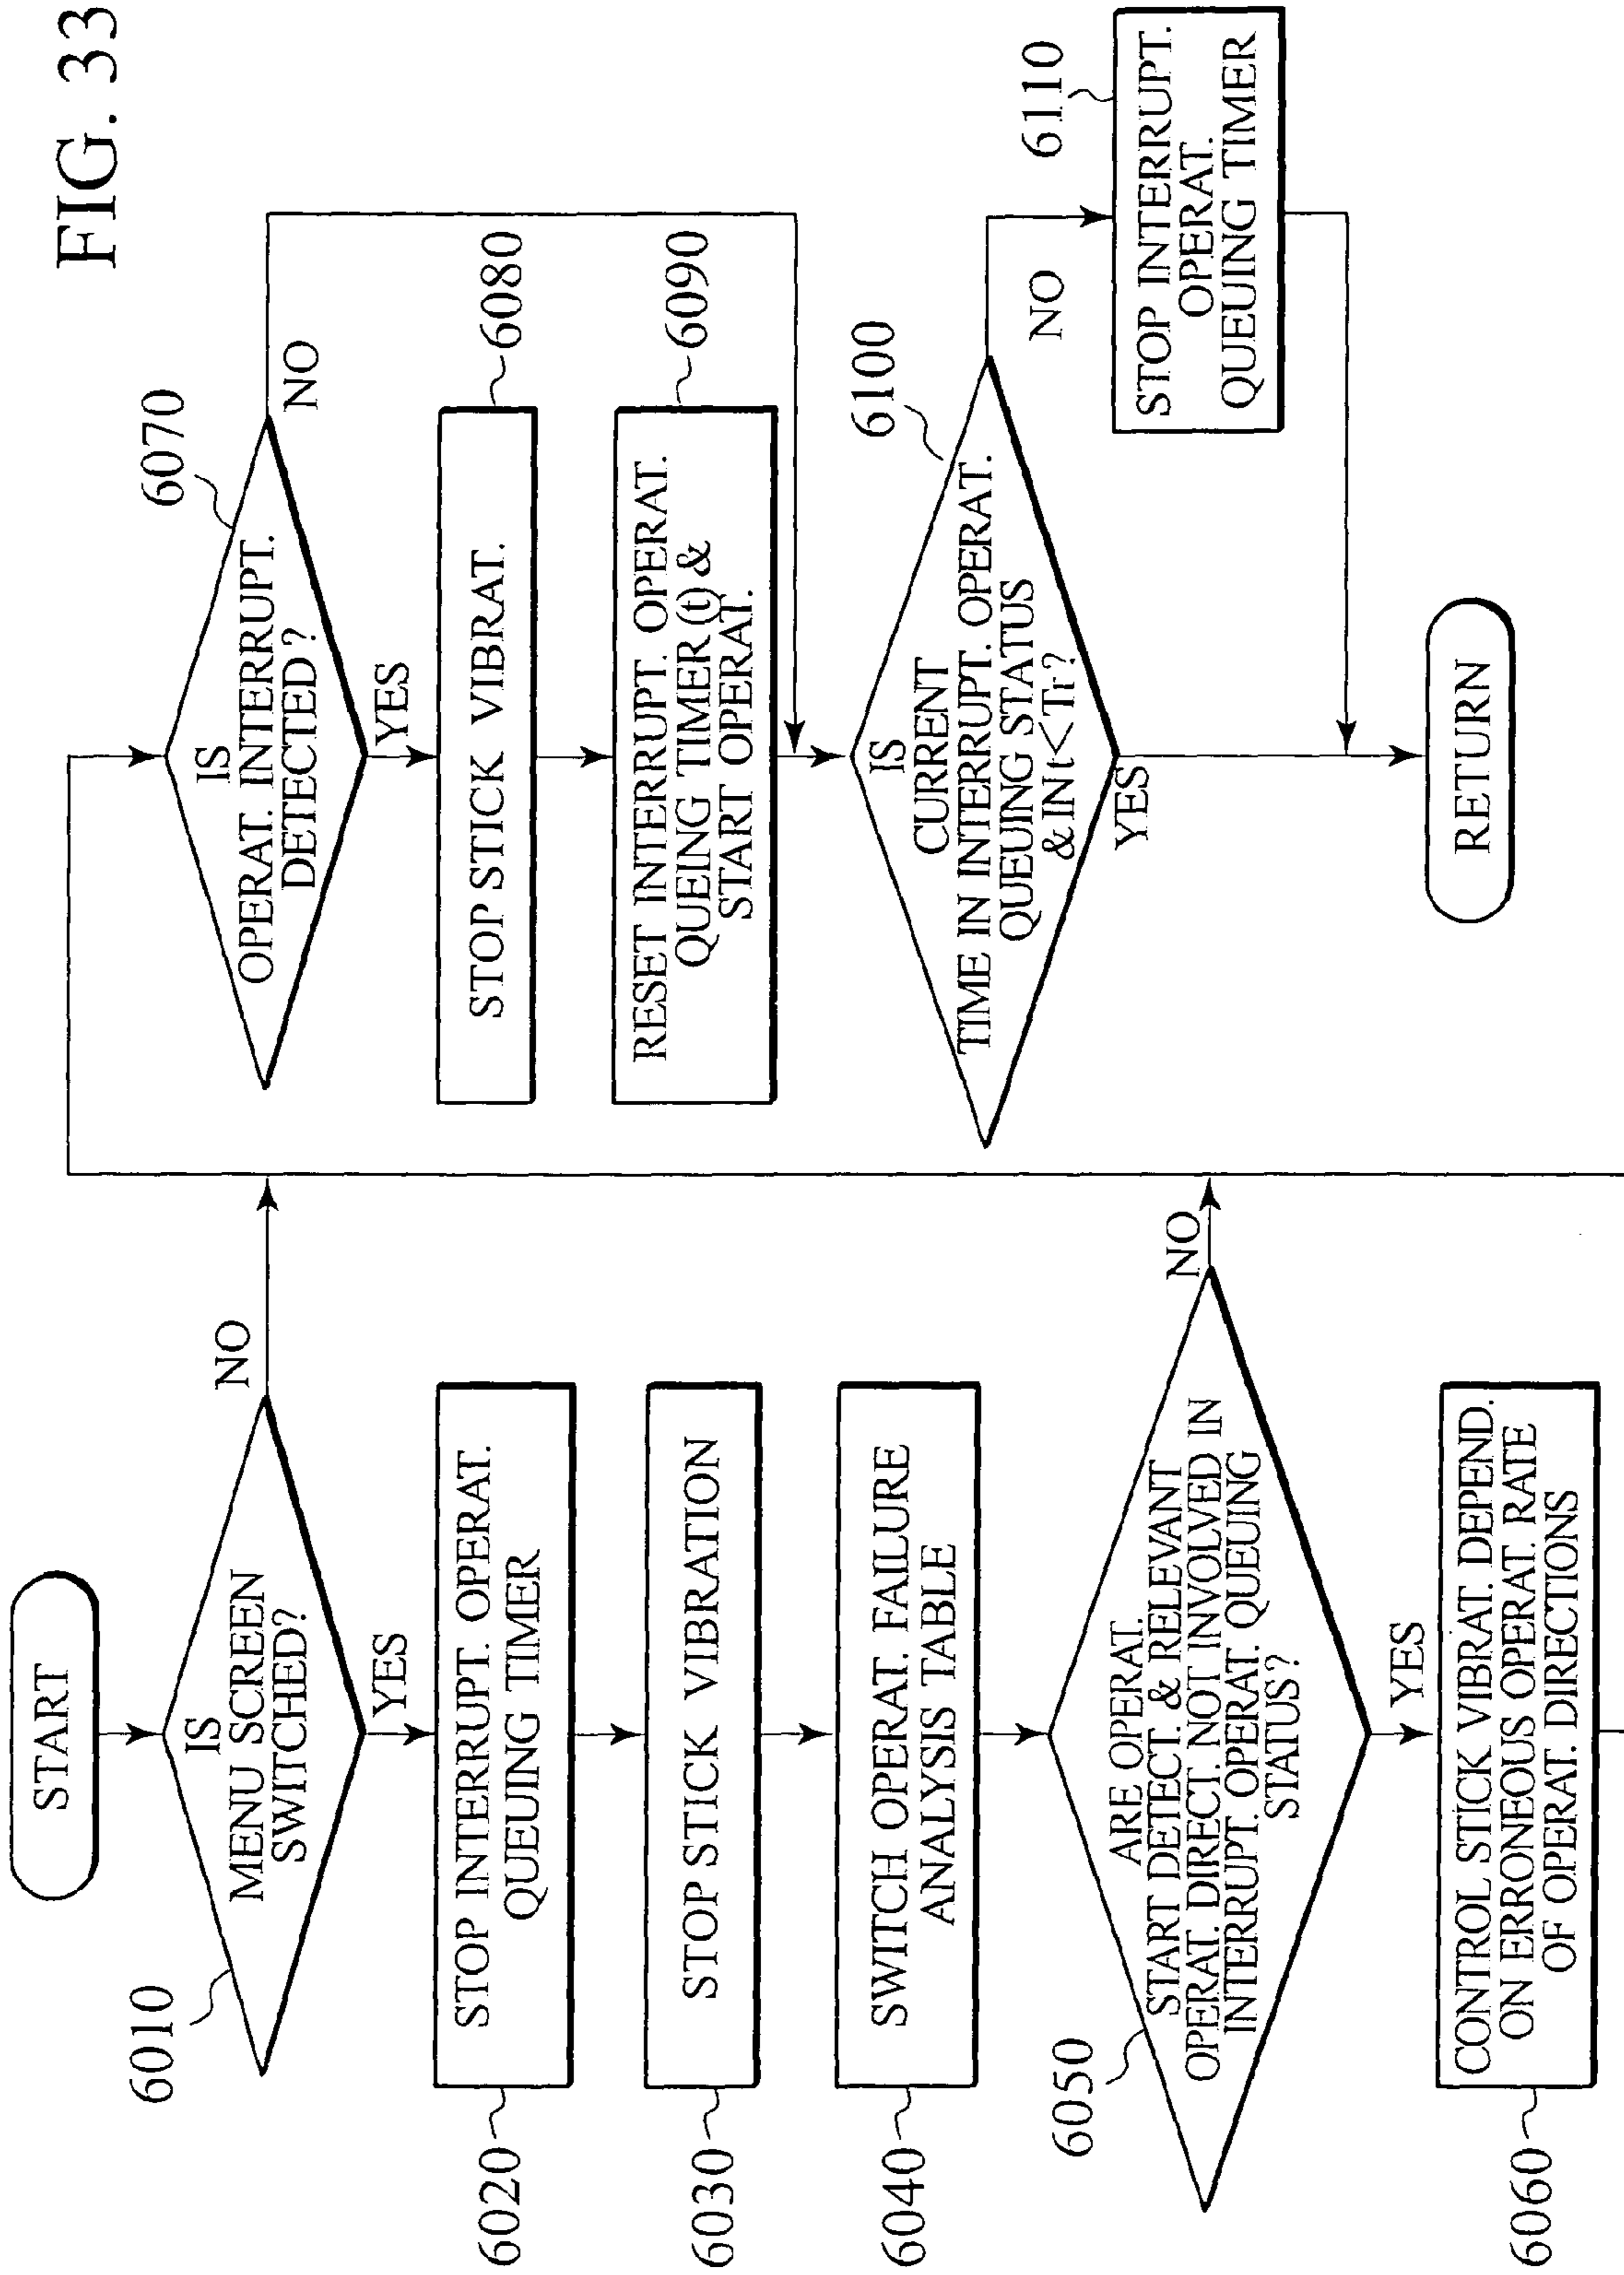 FIG. 33
START
6010
IS
MENU SCREEN
SWITCHED?
NO
YES
6020
STOP INTERRUPT. OPERAT.
QUEUING TIMER
6030
STOP STICK VIBRATION
6040
SWITCH OPERAT. FAILURE
ANALYSIS TABLE
6050
ARE OPERAT.
START DETECT. & RELEVANT
OPERAT. DIRECT. NOT INVOLVED IN
INTERRUPT. OPERAT. QUEUING
STATUS?
NO
YES
6060
CONTROL STICK VIBRAT. DEPEND.
ON ERRONEOUS OPERAT. RATE
OF OPERAT. DIRECTIONS
6070
IS
OPERAT. INTERRUPT.
DETECTED?
NO
YES
STOP STICK VIBRAT.
6080
RESET INTERRUPT. OPERAT.
QUEING TIMER (t) &
START OPERAT.
6090
6100
IS
CURRENT
TIME IN INTERRUPT. OPERAT.
QUEUING STATUS
& IN t<Tr?
NO
YES
6110
STOP INTERRUPT.
OPERAT.
QUEUING TIMER
RETURN